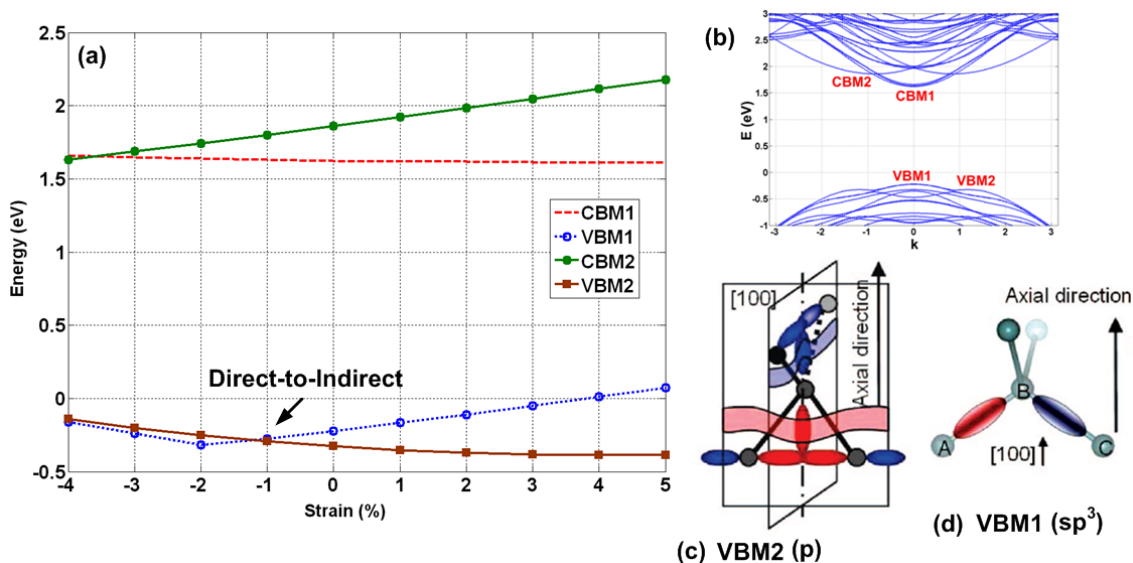 (a)
Energy (eV)
2.5
2
1.5
1
0.5
0
-0.5
-4 -3 -2 -1 0 1 2 3 4 5
Strain (%)
CBM1
VBM1
CBM2
VBM2
Direct-to-Indirect
(b)
E (eV)
3
2.5
2
1.5
1
0.5
0
-0.5
-1
-3 -2 -1 0 1 2 3
k
CBM2
CBM1
VBM1
VBM2
[100]
Axial direction
(c) VBM2 (p)
Axial direction
B
A
[100]
C
(d) VBM1 (sp³)